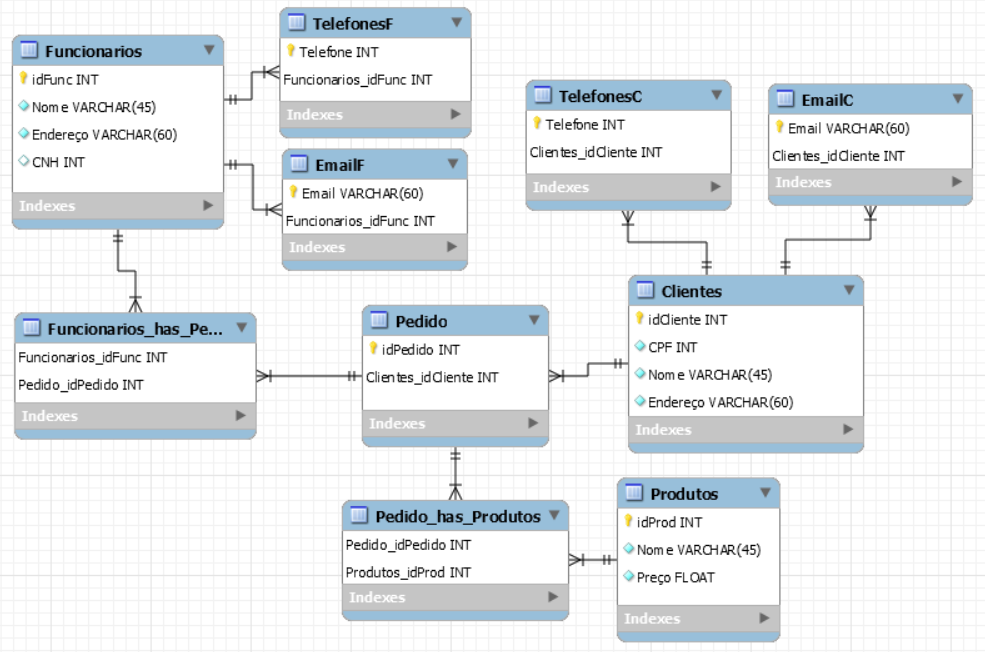 Funcionarios
idFunc INT
Nome VARCHAR(45)
Endereço VARCHAR(60)
CNH INT
Indexes
TelefonesF
Telefone INT
Funcionarios_idFunc INT
Indexes
EmailF
Email VARCHAR(60)
Funcionarios_idFunc INT
Indexes
TelefonesC
Telefone INT
Clientes_idCliente INT
Indexes
EmailC
Email VARCHAR(60)
Clientes_idCliente INT
Indexes
Funcionarios_has_Pe...
Funcionarios_idFunc INT
Pedido_idPedido INT
Indexes
Pedido
idPedido INT
Clientes_idCliente INT
Indexes
Clientes
idCliente INT
CPF INT
Nome VARCHAR(45)
Endereço VARCHAR(60)
Indexes
Pedido_has_Produtos
Pedido_idPedido INT
Produtos_idProd INT
Indexes
Produtos
idProd INT
Nome VARCHAR(45)
Preço FLOAT
Indexes